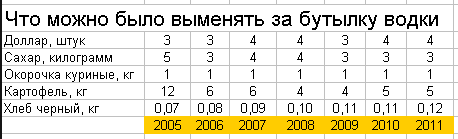 Что можно было выменять за бутылку водки
Доллар, штук 3 3 4 4 3 4 4
Сахар, килограмм 5 3 4 4 3 3 3
Окорочка куриные, кг 1 1 1 1 1 1 1
Картофель, кг 12 6 6 4 4 5 5
Хлеб черный, кг 0,07 0,08 0,09 0,10 0,11 0,11 0,12
2005 2006 2007 2008 2009 2010 2011